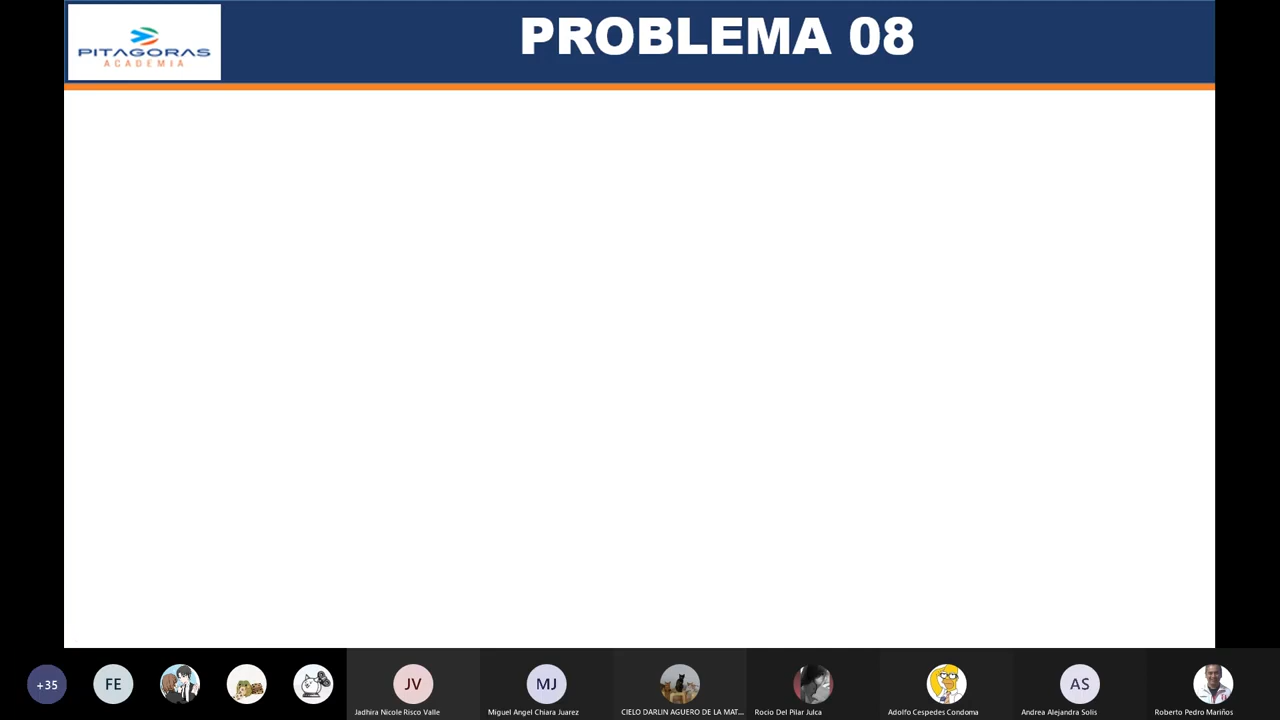 PITAGORAS
ACADEMIA
PROBLEMA 08
+35
FE
JV
MJ
AS
Jadhira Nicole Risco Valle
Miguel Angel Chiara Juarez
CIELO DARLIN AGUERO DE LA MAT...
Rocio Del Pilar Julca
Adolfo Cespedes Condoma
Andrea Alejandra Solis
Roberto Pedro Mariños